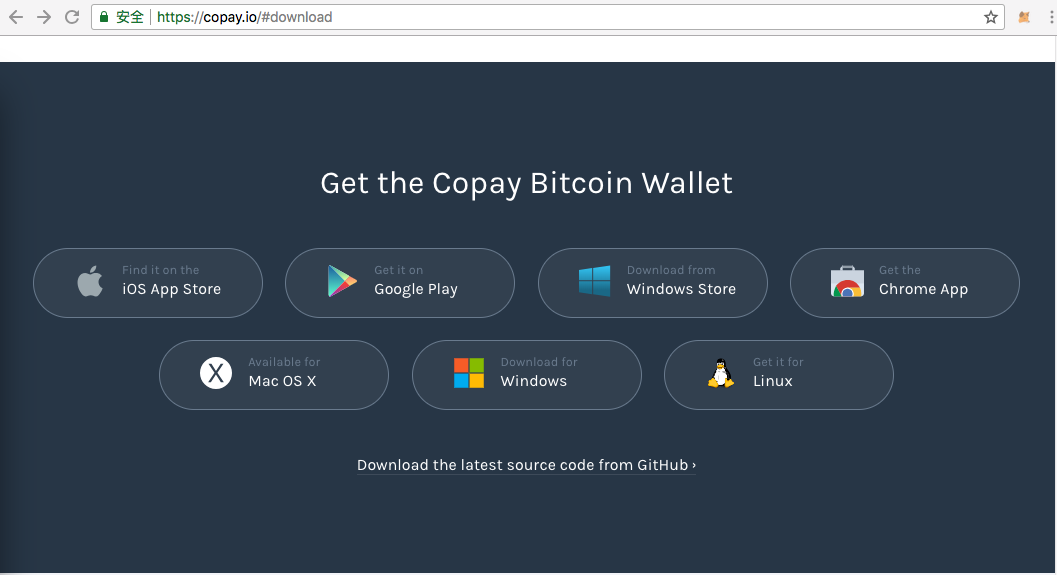 安全 https://copay.io/#download
Get the Copay Bitcoin Wallet
Find it on the
iOS App Store
Get it on
Google Play
Download from
Windows Store
Get the
Chrome App
X
Available for
Mac OS X
Download for
Windows
Get it for
Linux
Download the latest source code from GitHub ›